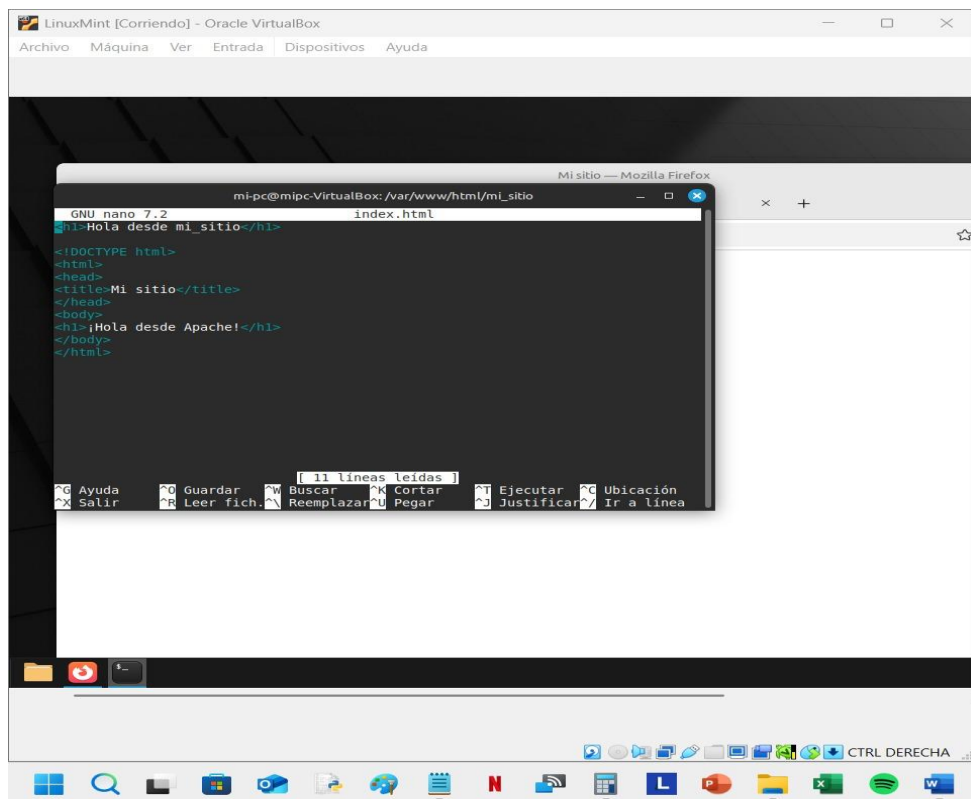 LinuxMint [Corriendo] - Oracle VirtualBox
Archivo Máquina Ver Entrada Dispositivos Ayuda
Mi sitio — Mozilla Firefox
mi-pc@mipc-VirtualBox: /var/www/html/mi_sitio
GNU nano 7.2 index.html
<h1>Hola desde mi_sitio</h1>
<!DOCTYPE html>
<html>
<head>
<title>Mi sitio</title>
</head>
<body>
<h1>¡Hola desde Apache!</h1>
</body>
</html>
[ 11 líneas leídas ]
^G Ayuda ^O Guardar ^W Buscar ^K Cortar ^T Ejecutar ^C Ubicación
^X Salir ^R Leer fich. ^\ Reemplazar ^U Pegar ^J Justificar ^/ Ir a línea
$_
CTRL DERECHA
N L P X W